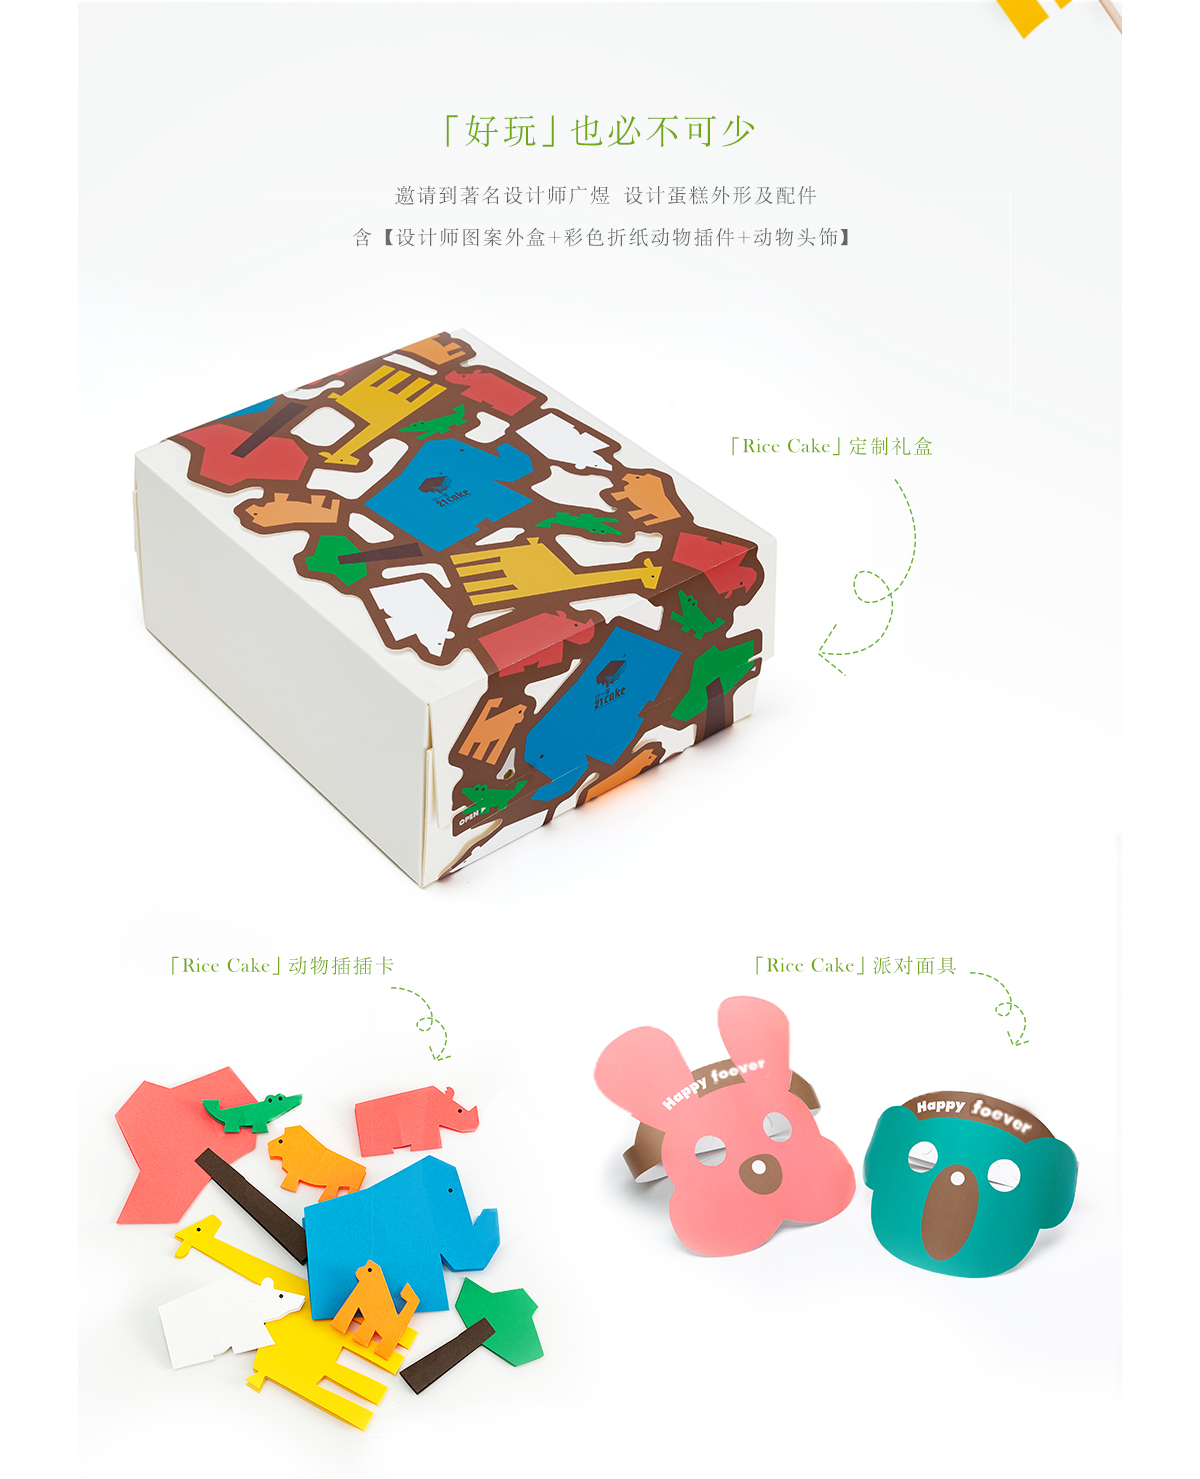 「好玩」也必不可少
邀请到著名设计师广煜 设计蛋糕外形及配件
含【设计师图案外盒+彩色折纸动物插件+动物头饰】
「Rice Cake」定制礼盒
21cake
21cake
OPEN
「Rice Cake」动物插插卡
「Rice Cake」派对面具
Happy foever
Happy foever